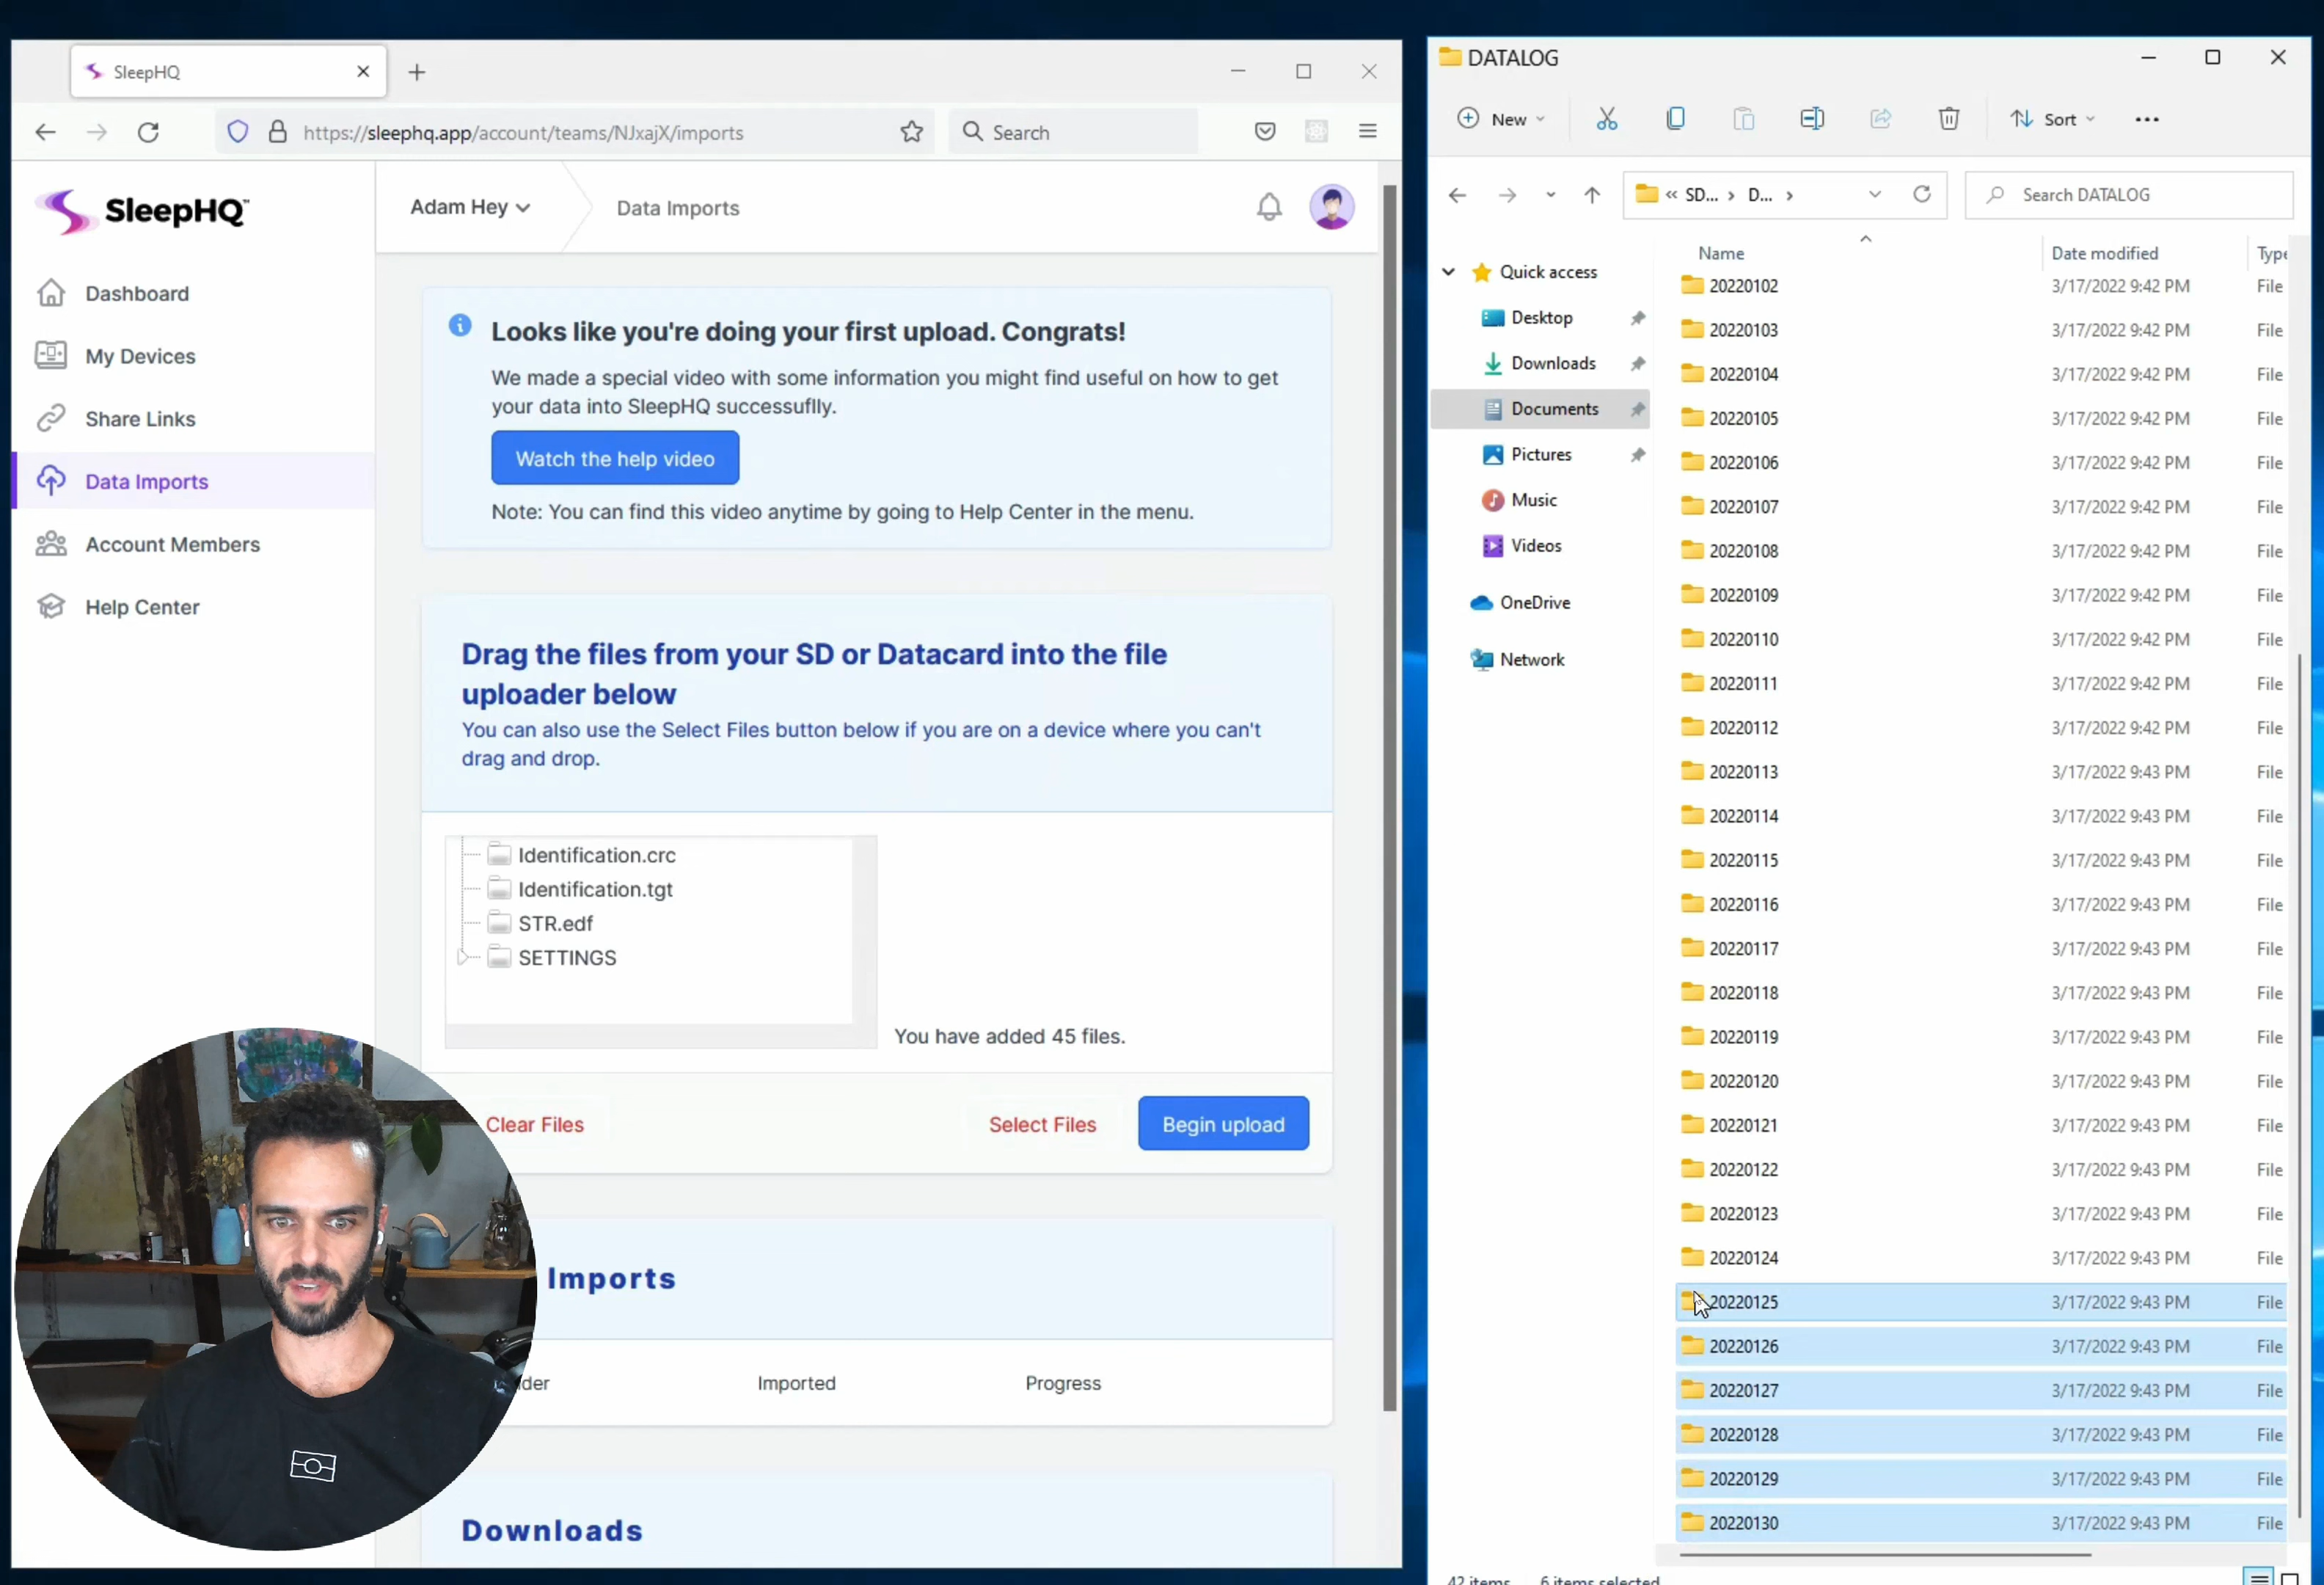 SleepHQ
https://sleephq.app/account/teams/NJxajX/imports
Search
SleepHQ™
Dashboard
My Devices
Share Links
Data Imports
Account Members
Help Center
Adam Hey
Data Imports
Looks like you're doing your first upload. Congrats!
We made a special video with some information you might find useful on how to get
your data into SleepHQ succesuflly.
Watch the help video
Note: You can find this video anytime by going to Help Center in the menu.
Drag the files from your SD or Datacard into the file
uploader below
You can also use the Select Files button below if you are on a device where you can't
drag and drop.
Identification.crc
Identification.tgt
STR.edf
SETTINGS
You have added 45 files.
Clear Files
Select Files
Begin upload
Imports
der
Imported
Progress
Downloads
DATALOG
New
Sort
« SD... › D... ›
Search DATALOG
Quick access
Desktop
Downloads
Documents
Pictures
Music
Videos
OneDrive
Network
Name Date modified Type
20220102 3/17/2022 9:42 PM File
20220103 3/17/2022 9:42 PM File
20220104 3/17/2022 9:42 PM File
20220105 3/17/2022 9:42 PM File
20220106 3/17/2022 9:42 PM File
20220107 3/17/2022 9:42 PM File
20220108 3/17/2022 9:42 PM File
20220109 3/17/2022 9:42 PM File
20220110 3/17/2022 9:42 PM File
20220111 3/17/2022 9:42 PM File
20220112 3/17/2022 9:42 PM File
20220113 3/17/2022 9:43 PM File
20220114 3/17/2022 9:43 PM File
20220115 3/17/2022 9:43 PM File
20220116 3/17/2022 9:43 PM File
20220117 3/17/2022 9:43 PM File
20220118 3/17/2022 9:43 PM File
20220119 3/17/2022 9:43 PM File
20220120 3/17/2022 9:43 PM File
20220121 3/17/2022 9:43 PM File
20220122 3/17/2022 9:43 PM File
20220123 3/17/2022 9:43 PM File
20220124 3/17/2022 9:43 PM File
20220125 3/17/2022 9:43 PM File
20220126 3/17/2022 9:43 PM File
20220127 3/17/2022 9:43 PM File
20220128 3/17/2022 9:43 PM File
20220129 3/17/2022 9:43 PM File
20220130 3/17/2022 9:43 PM File
42 items 6 items selected